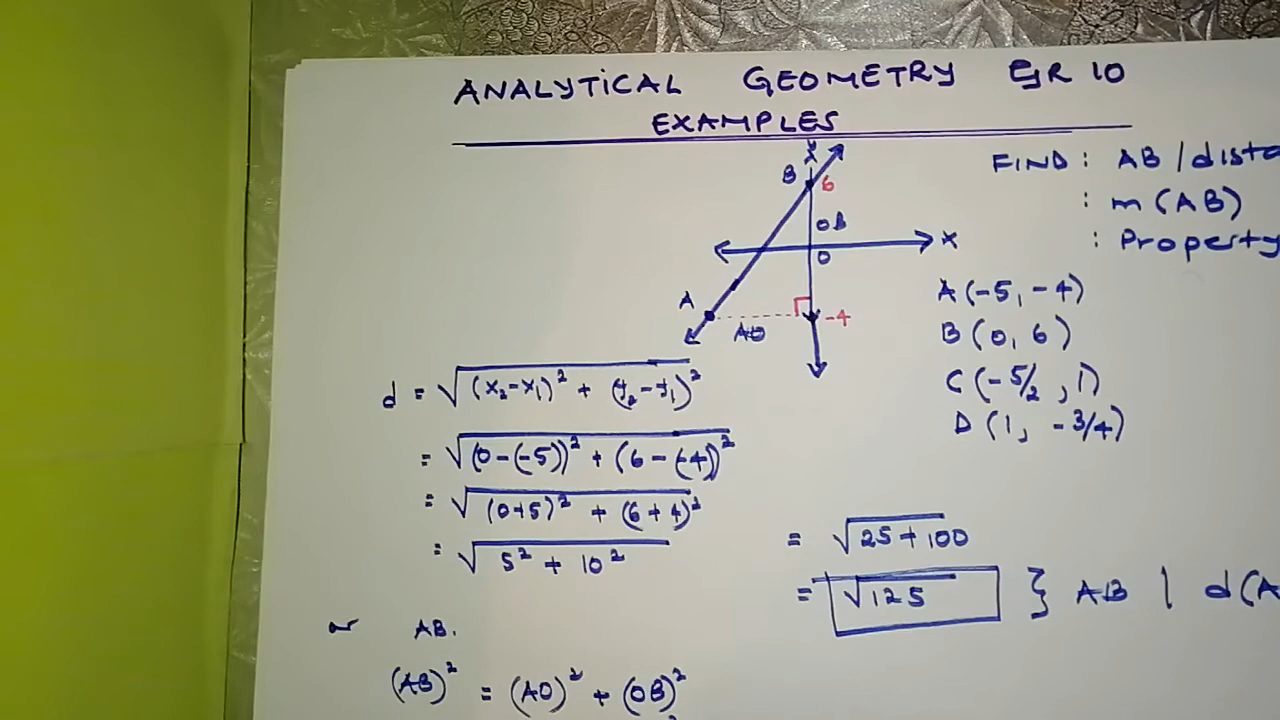 ANALYTICAL GEOMETRY GR 10
EXAMPLES
Y
B 6
OB
X
O
A
AO
-4
FIND : AB / dista
: m (AB)
: Property
A (-5, -4)
B (0, 6)
C (-5/2, 1)
D (1, -3/4)
d = √(x₂-x₁)² + (y₂-y₁)²
= √(0-(-5))² + (6-(-4))²
= √(0+5)² + (6+4)²
= √5² + 10²
= √25+100
= √125 } AB | d(A
or AB.
(AB)² = (AO)² + (OB)²